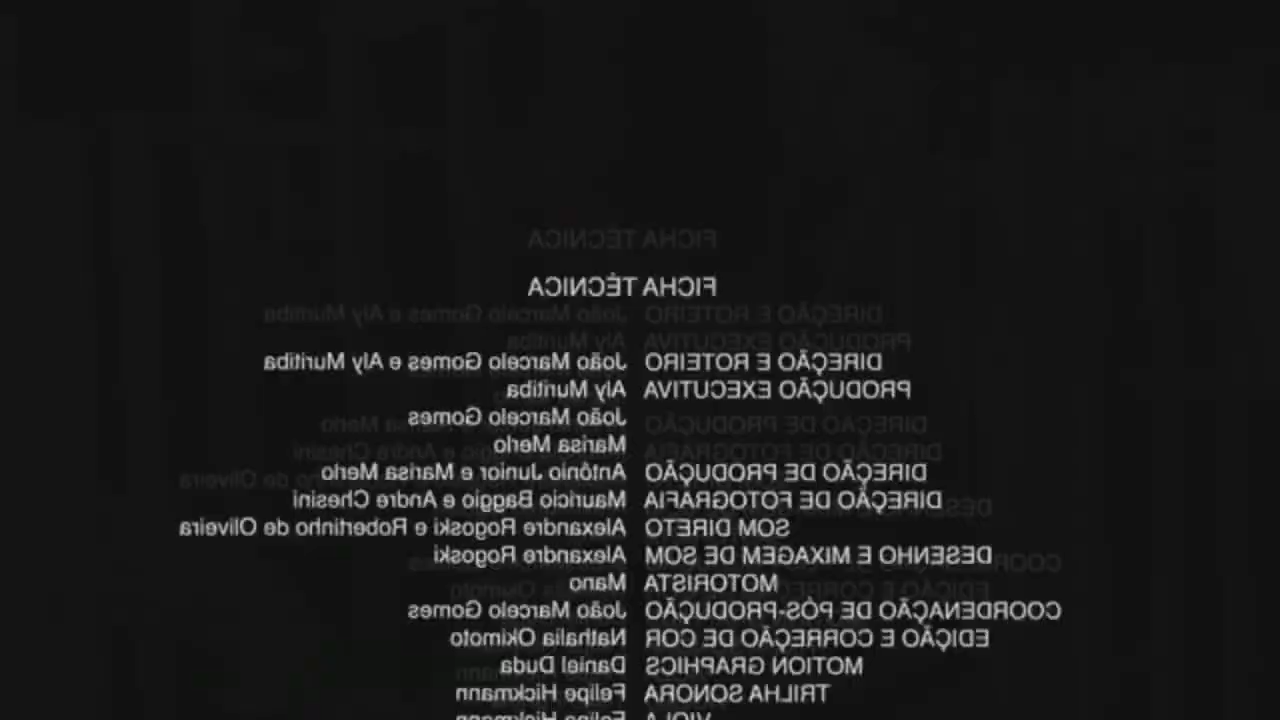 FICHA TÉCNICA
DIREÇÃO E ROTEIRO João Marcelo Gomes e Aly Muritiba
PRODUÇÃO EXECUTIVA Aly Muritiba
João Marcelo Gomes
Marisa Merlo
DIREÇÃO DE PRODUÇÃO Antônio Junior e Marisa Merlo
DIREÇÃO DE FOTOGRAFIA Mauricio Baggio e Andre Chesini
SOM DIRETO Alexandre Rogoski e Robertinho de Oliveira
DESENHO E MIXAGEM DE SOM Alexandre Rogoski
MOTORISTA Mano
COORDENAÇÃO DE PÓS-PRODUÇÃO João Marcelo Gomes
EDIÇÃO E CORREÇÃO DE COR Nathalia Okimoto
MOTION GRAPHICS Daniel Duda
TRILHA SONORA Felipe Hickmann
VIOLA Felipe Hickmann